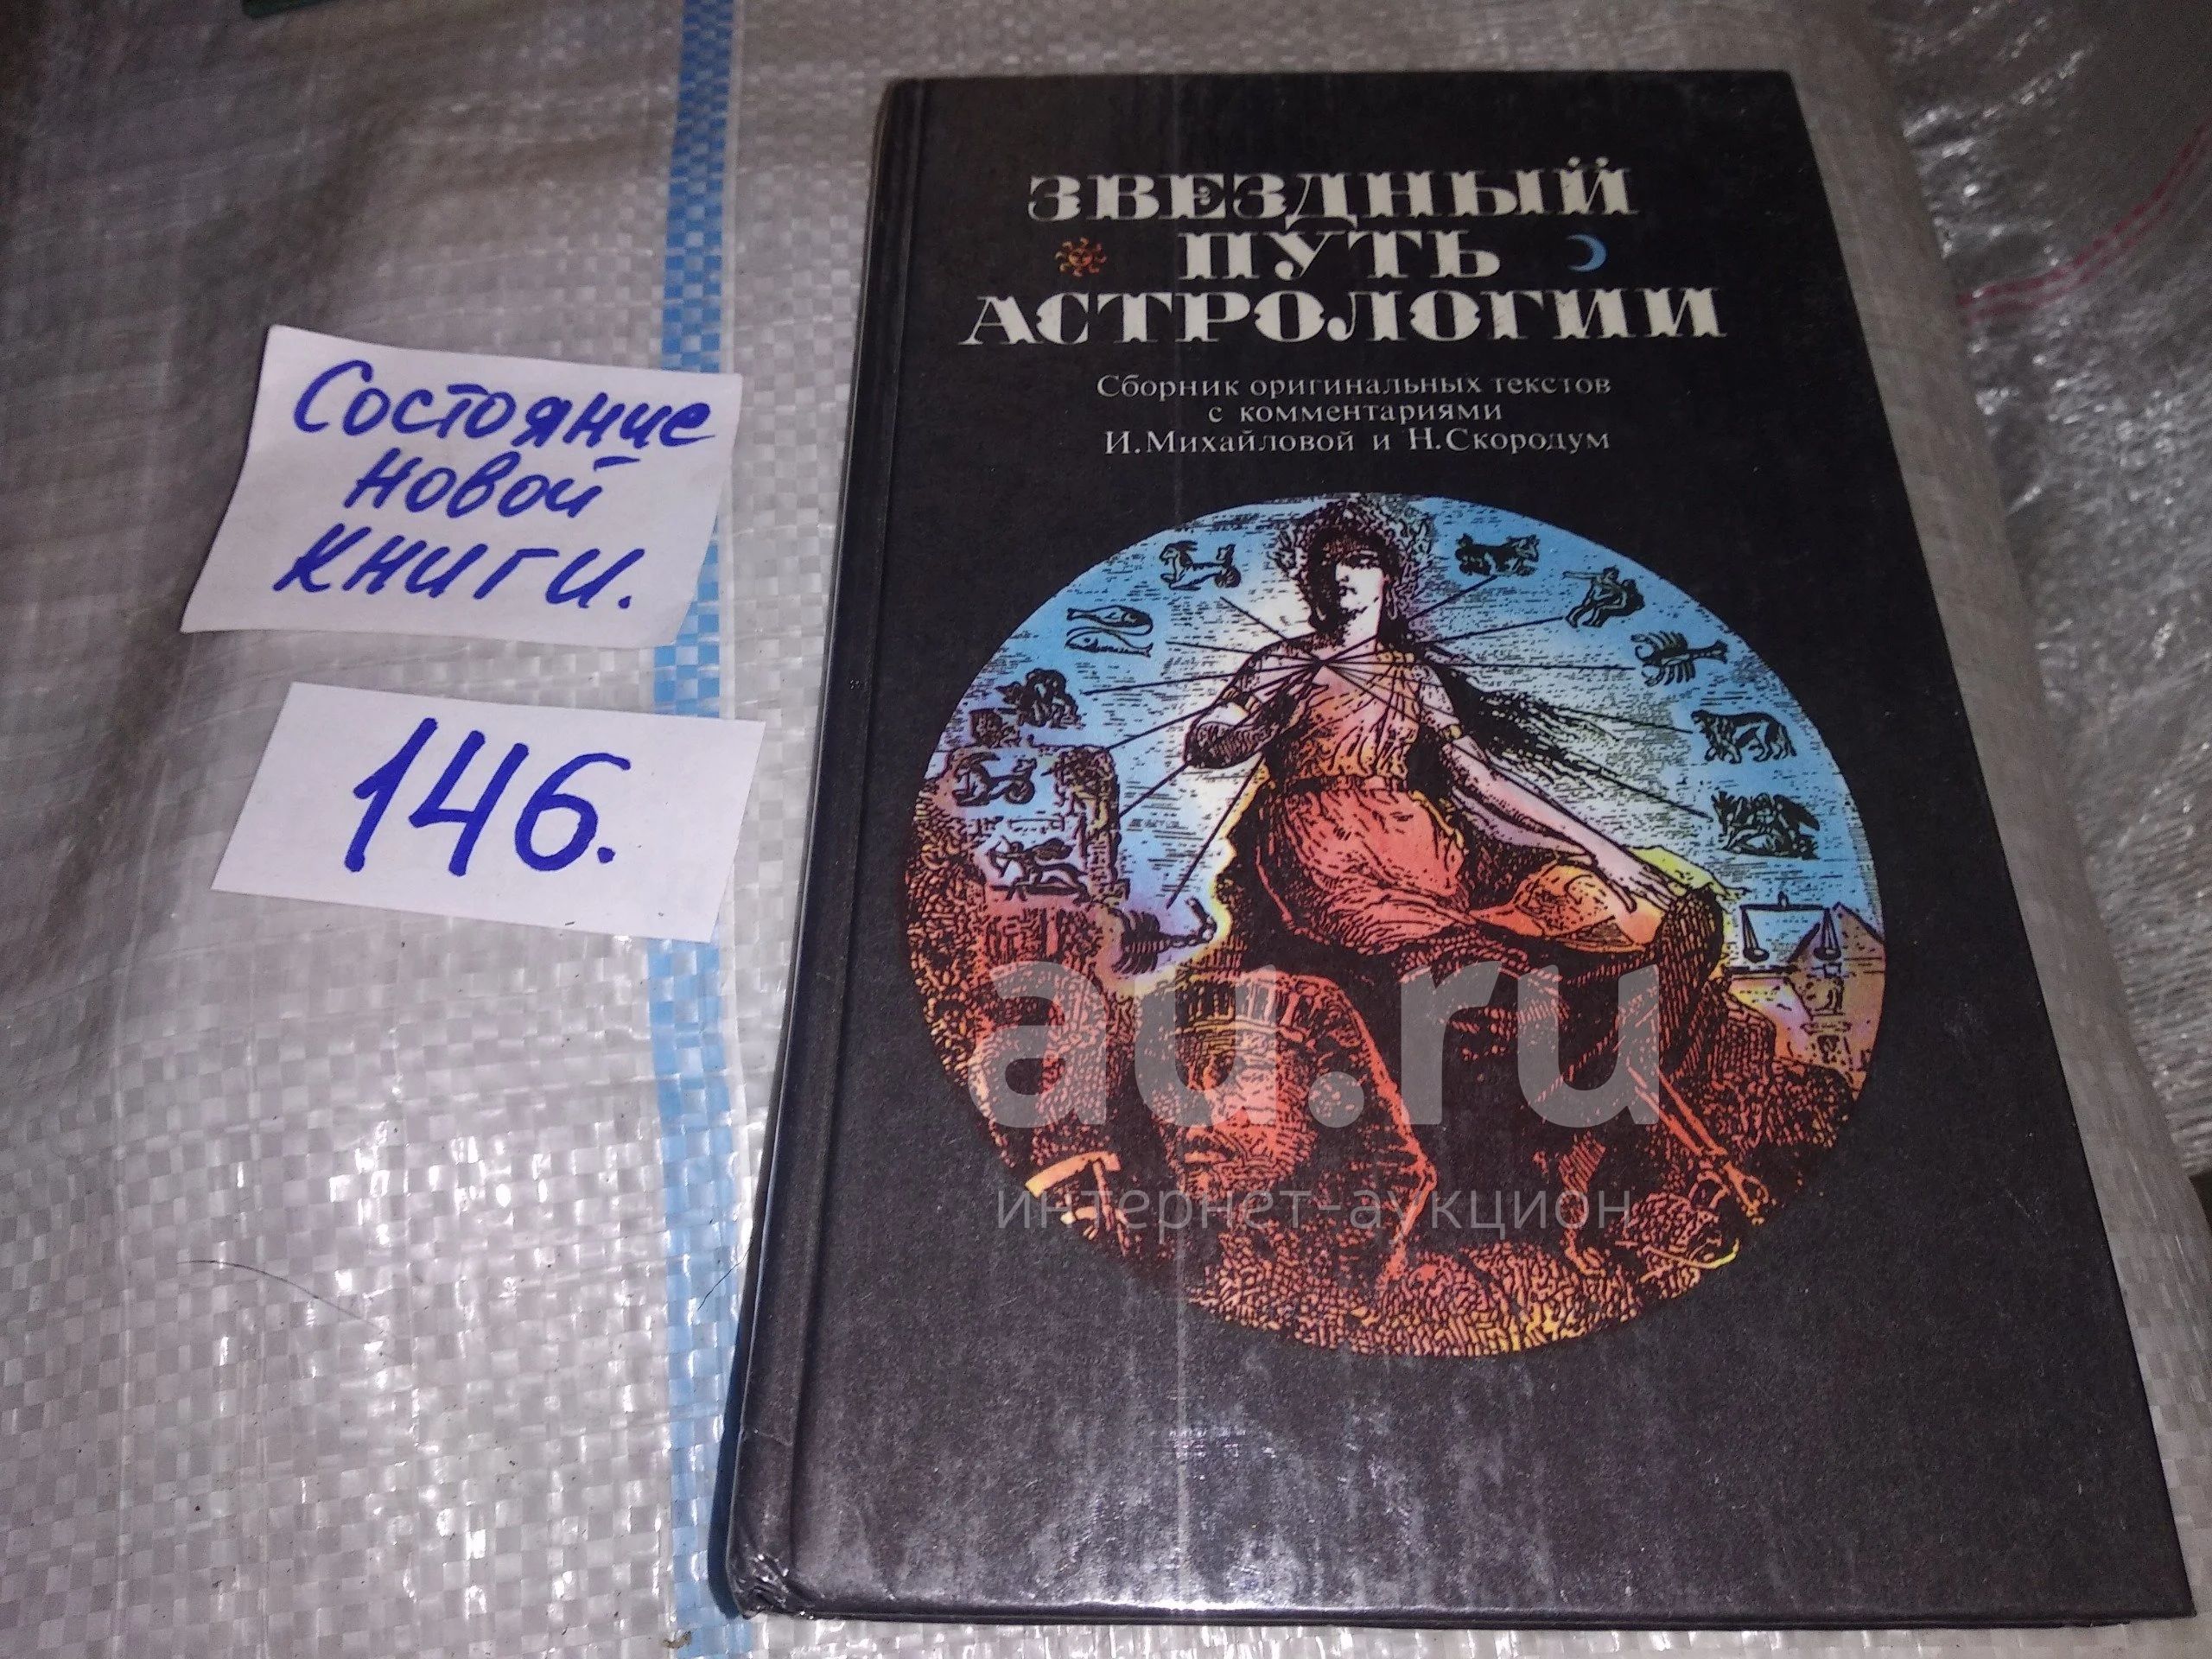 Состояние
новой
книги.
146.
ЗВЕЗДНЫЙ
ПУТЬ
АСТРОЛОГИИ
Сборник оригинальных текстов
с комментариями
И.Михайловой и Н.Скородум
au.ru
интернет-аукцион